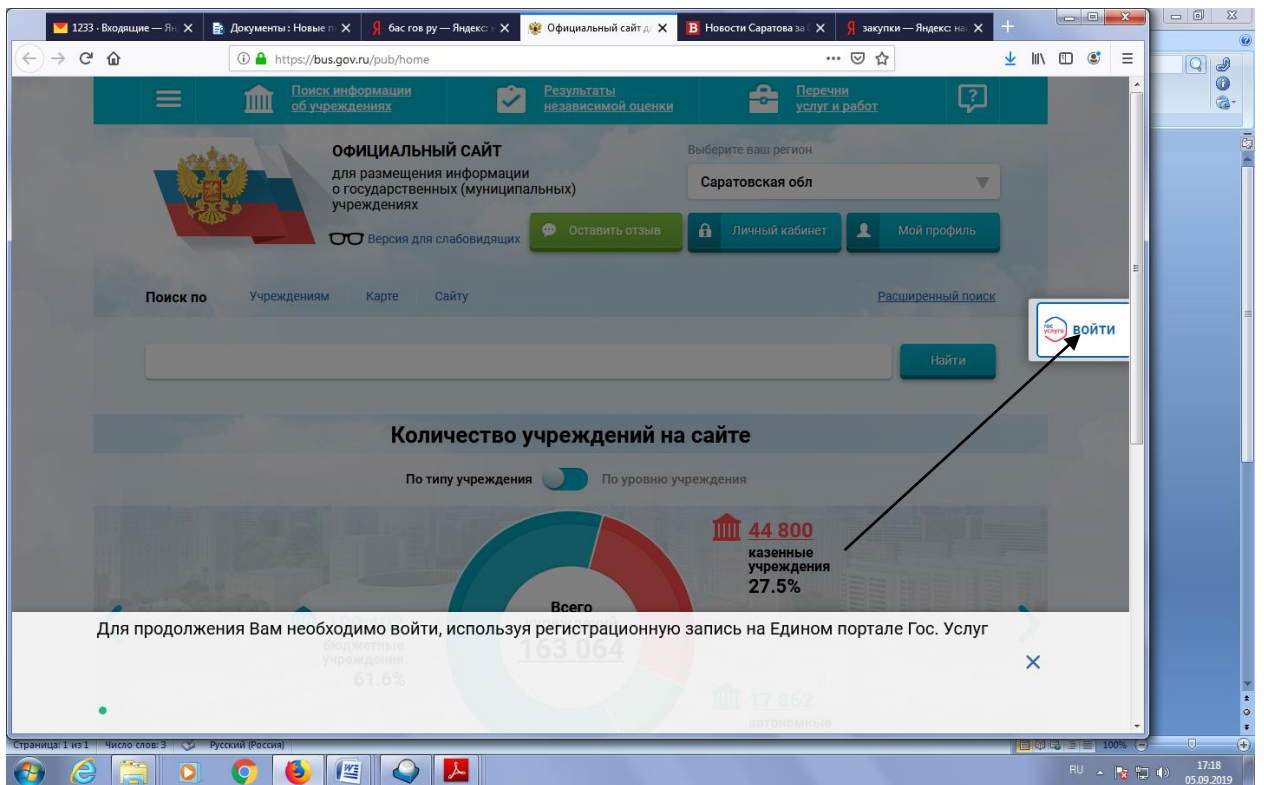 1233 · Входящие — Ян
Документы : Новые п
бас гов ру — Яндекс:
Официальный сайт д
Новости Саратова за
закупки — Яндекс: на
https://bus.gov.ru/pub/home
Поиск информации
об учреждениях
Результаты
независимой оценки
Перечни
услуг и работ
ОФИЦИАЛЬНЫЙ САЙТ
для размещения информации
о государственных (муниципальных)
учреждениях
Версия для слабовидящих
Выберите ваш регион
Саратовская обл
Оставить отзыв
Личный кабинет
Мой профиль
Поиск по
Учреждениям
Карте
Сайту
Расширенный поиск
гос
услуги
ВОЙТИ
Найти
Количество учреждений на сайте
По типу учреждения
По уровню учреждения
44 800
казенные
учреждения
27.5%
Всего
Для продолжения Вам необходимо войти, используя регистрационную запись на Едином портале Гос. Услуг
бюджетные
учреждения
61.6%
163 064
17 862
автономные
Страница: 1 из 1
Число слов: 3
Русский (Россия)
100%
RU
17:18
05.09.2019